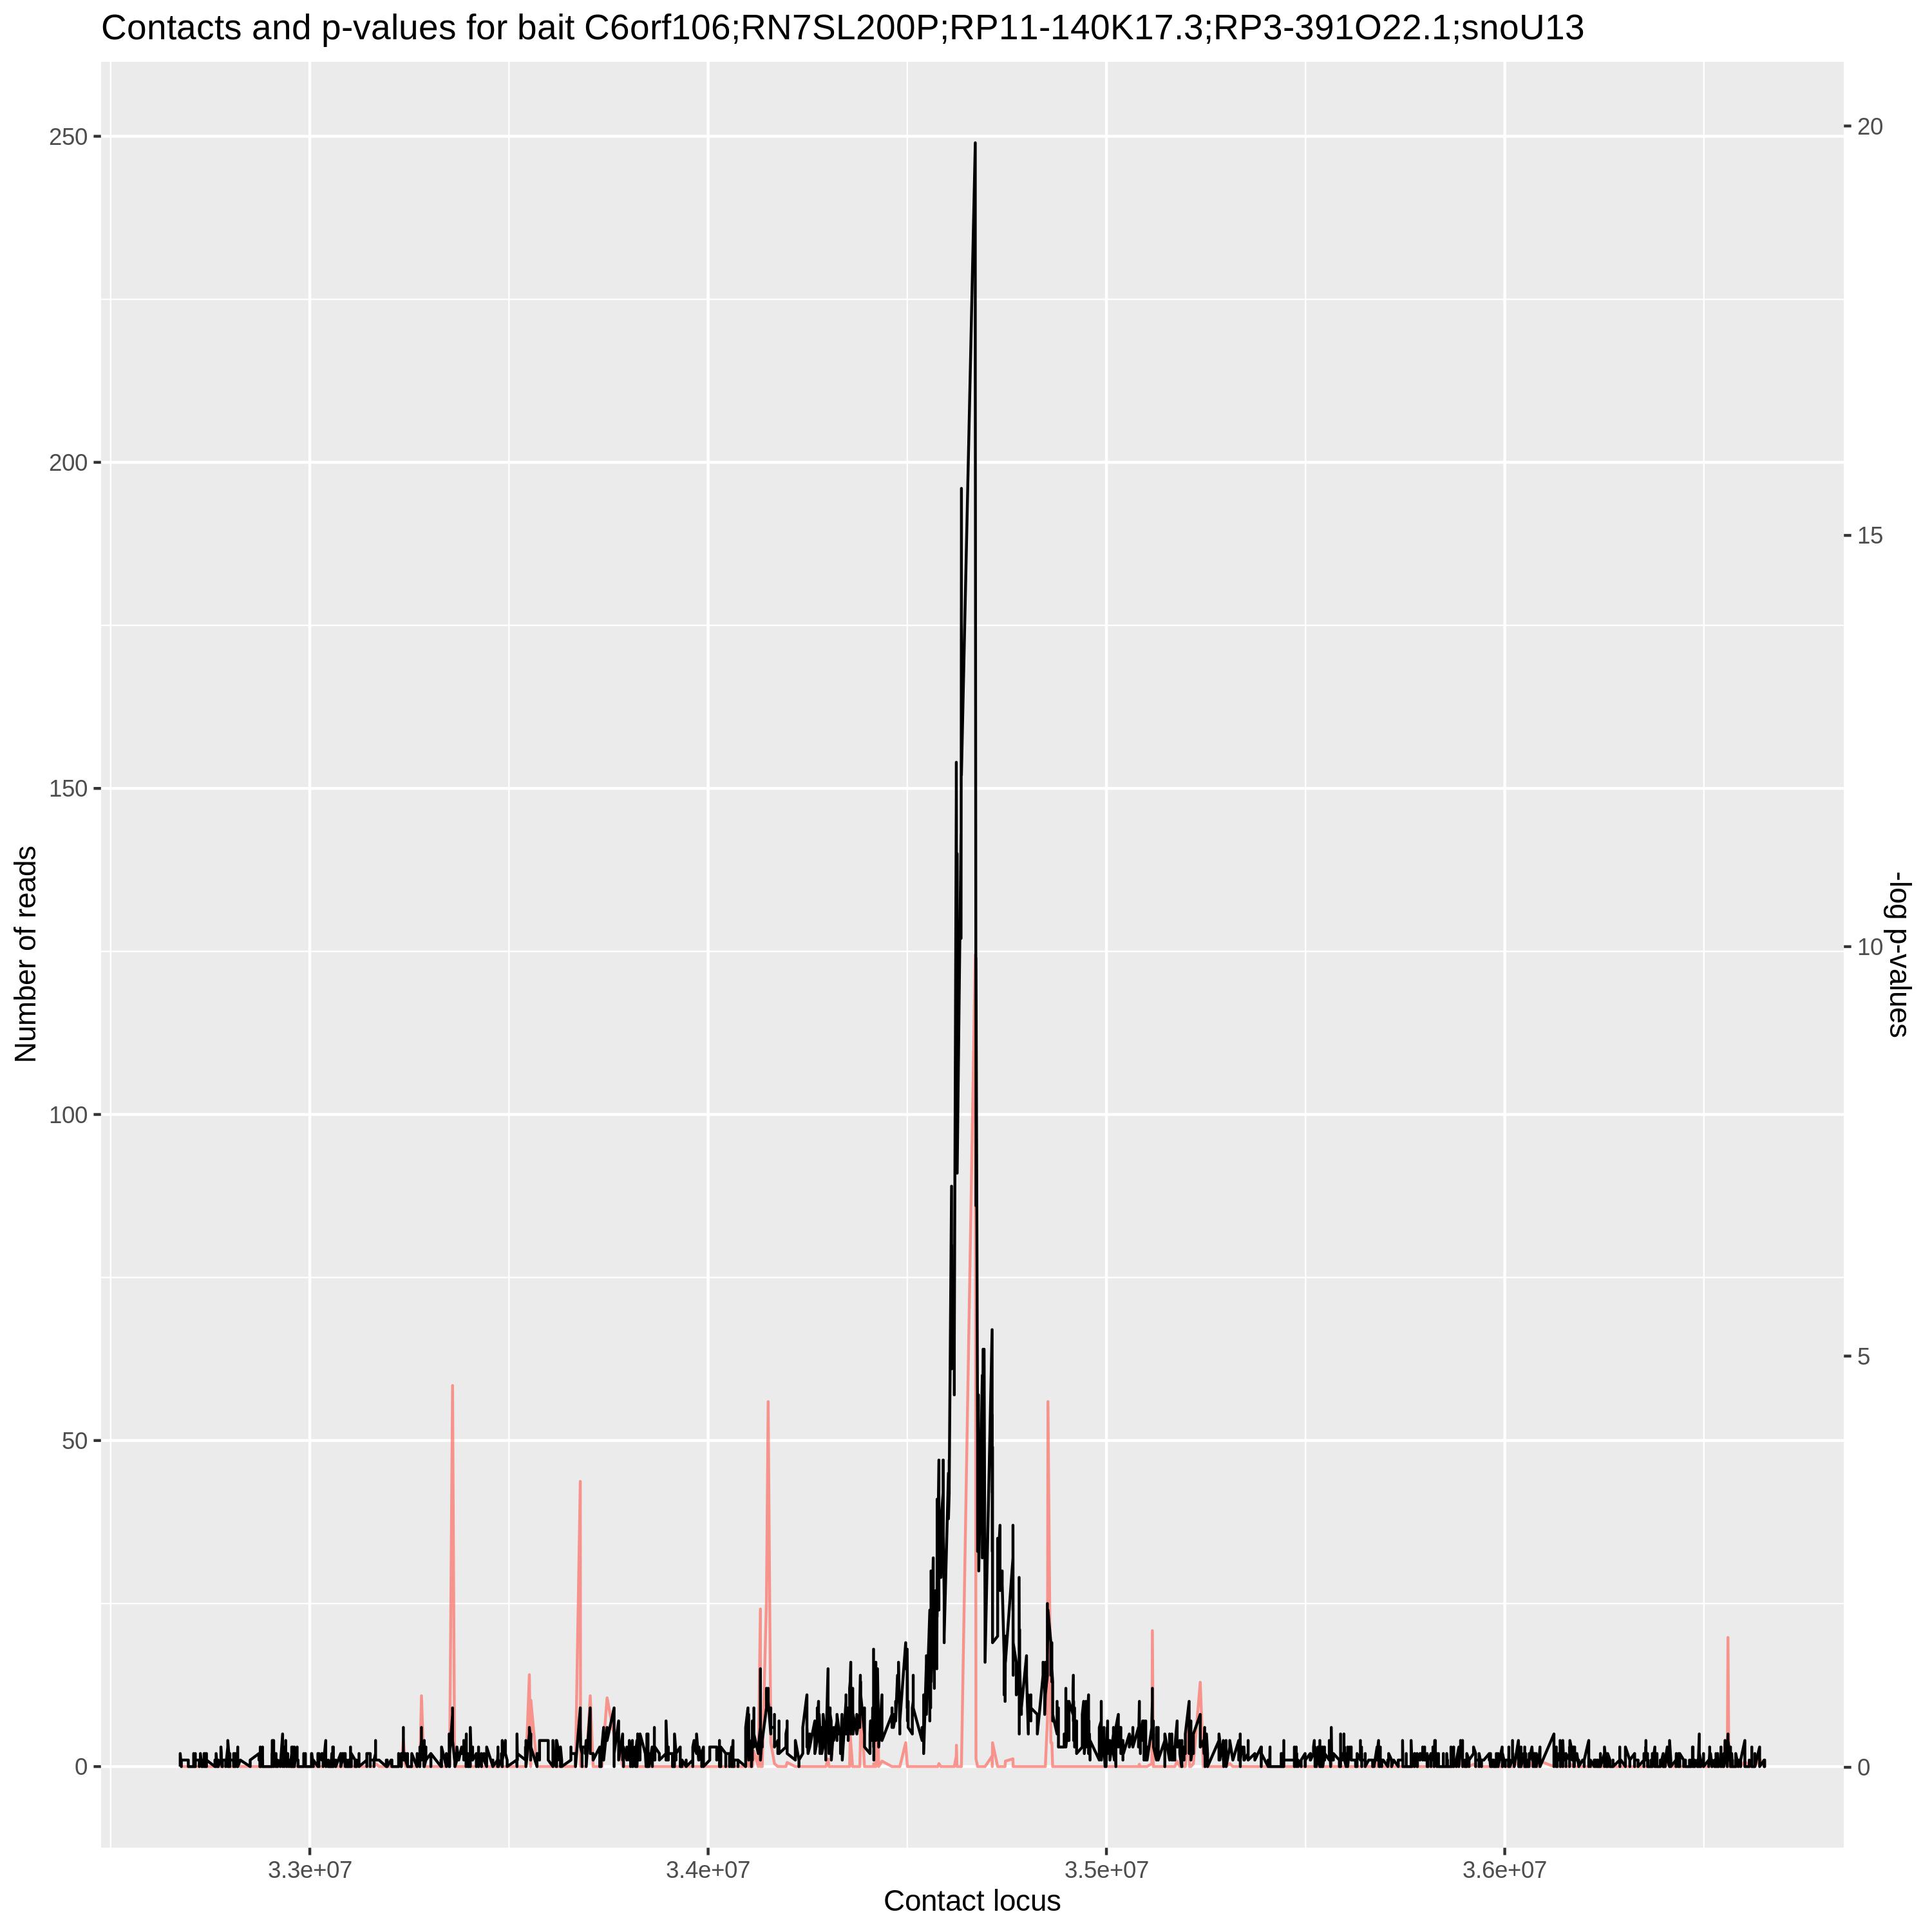 Contacts and p-values for bait C6orf106;RN7SL200P;RP11-140K17.3;RP3-391O22.1;snoU13
250
200
150
100
50
0
Number of reads
20
15
10
5
0
-log p-values
3.3e+07
3.4e+07
3.5e+07
3.6e+07
Contact locus